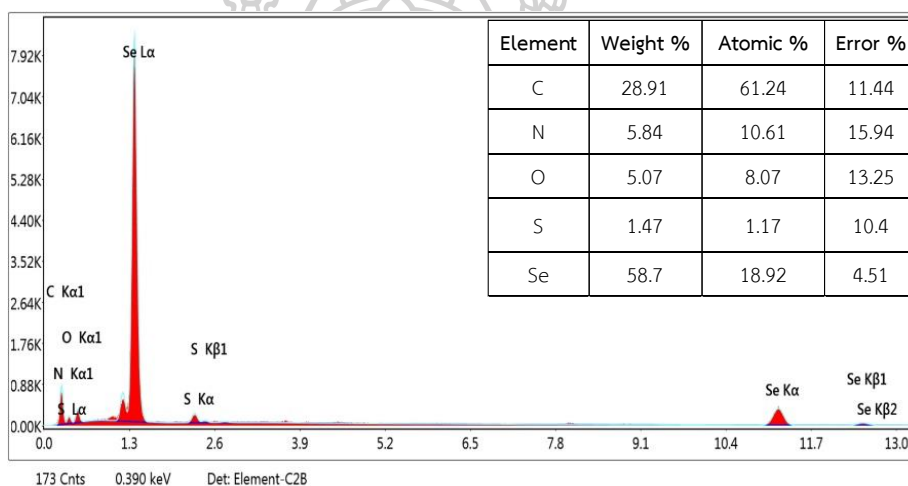 Element Weight % Atomic % Error %
C 28.91 61.24 11.44
N 5.84 10.61 15.94
O 5.07 8.07 13.25
S 1.47 1.17 10.4
Se 58.7 18.92 4.51
7.92K
7.04K
6.16K
5.28K
4.40K
3.52K
2.64K
1.76K
0.88K
0.00K
Se Lα
C Kα1
O Kα1
N Kα1
S Lα
S Kβ1
S Kα
Se Kα
Se Kβ1
Se Kβ2
0.0 1.3 2.6 3.9 5.2 6.5 7.8 9.1 10.4 11.7 13.0
173 Cnts 0.390 keV Det: Element-C2B